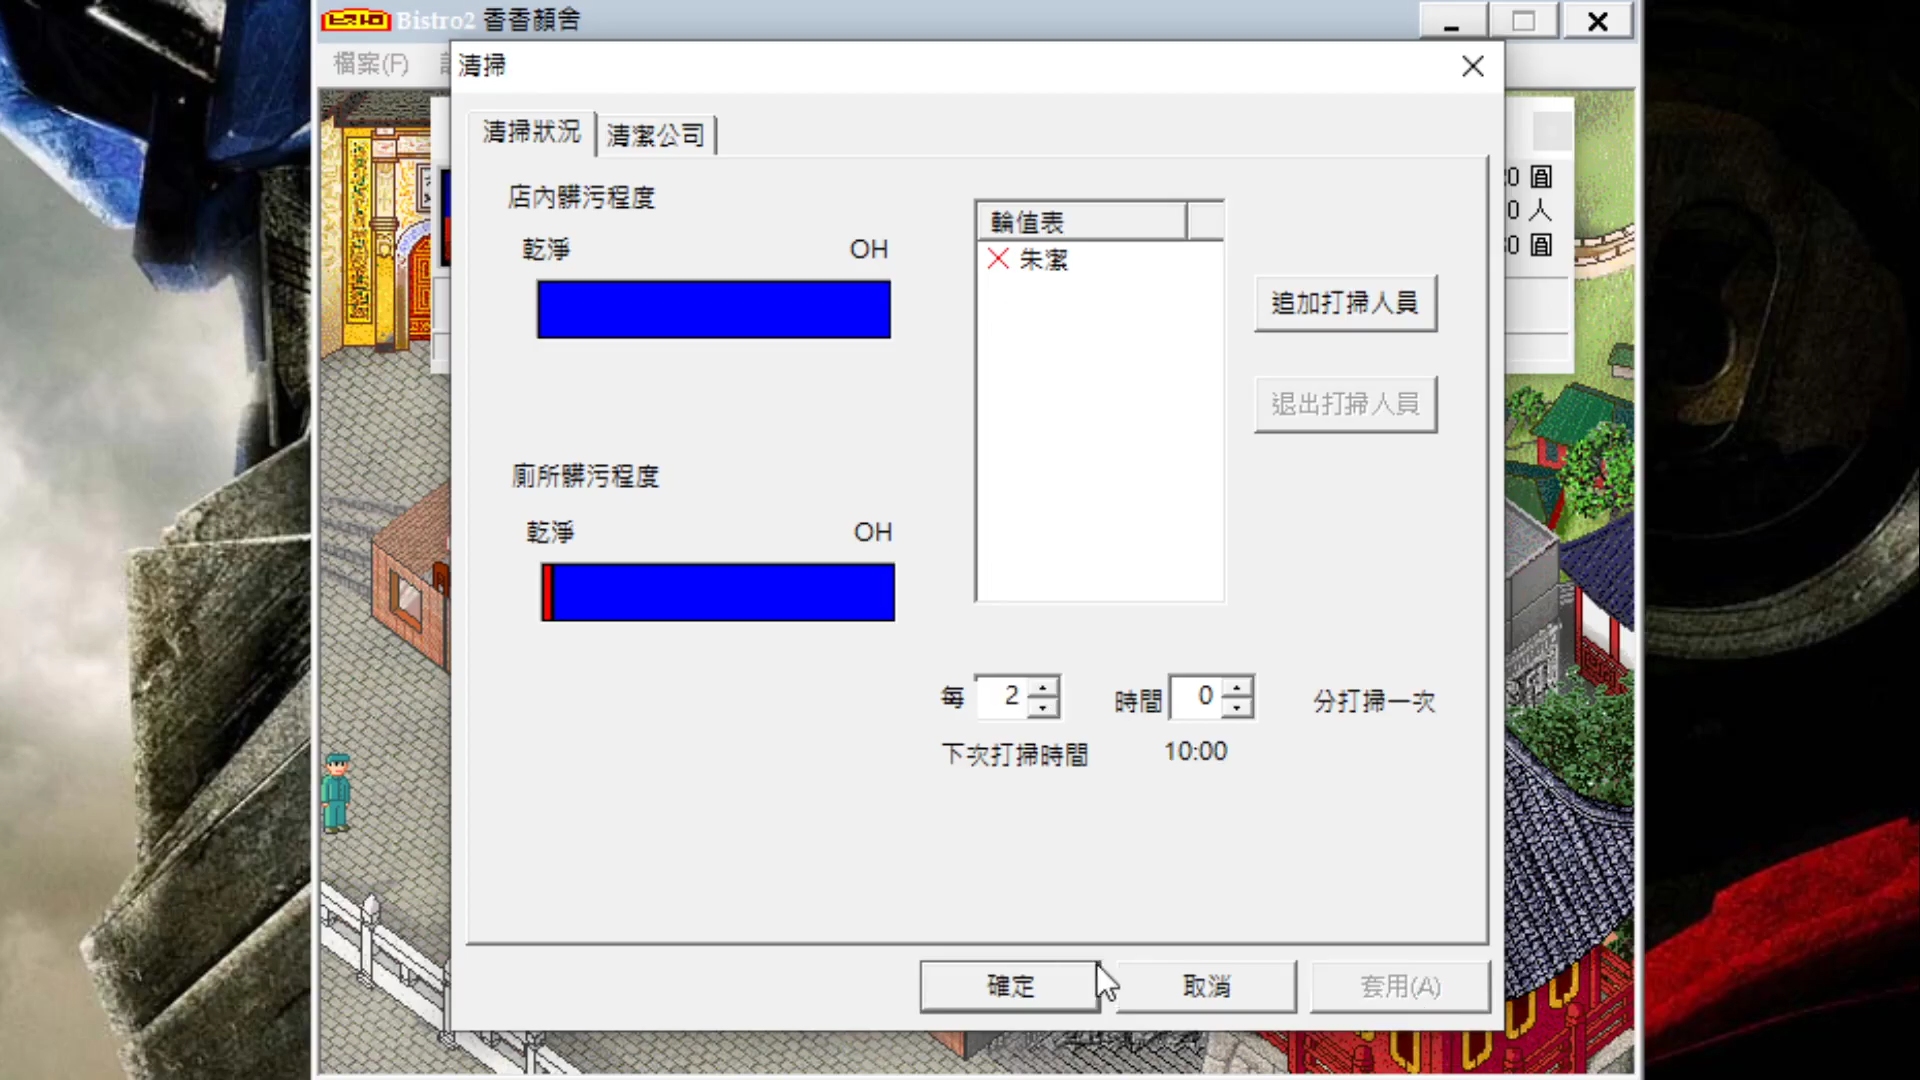 Bistro2 香香顏舍
檔案(F)
清掃
清掃狀況 清潔公司
店內髒污程度
乾淨 OH
廁所髒污程度
乾淨 OH
輪值表
朱潔
追加打掃人員
退出打掃人員
每 2 時間 0 分打掃一次
下次打掃時間 10:00
0 圓
0 人
0 圓
確定 取消 套用(A)